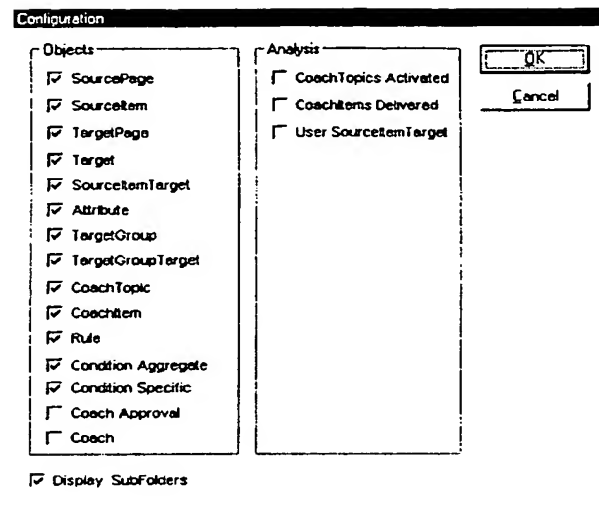 Configuration
Objects
SourcePage
SourceItem
TargetPage
Target
SourceItemTarget
Attribute
TargetGroup
TargetGroupTarget
CoachTopic
CoachItem
Rule
Condition Aggregate
Condition Specific
Coach Approval
Coach
Display SubFolders
Analysis
CoachTopics Activated
CoachItems Delivered
User SourceItemTarget
OK
Cancel